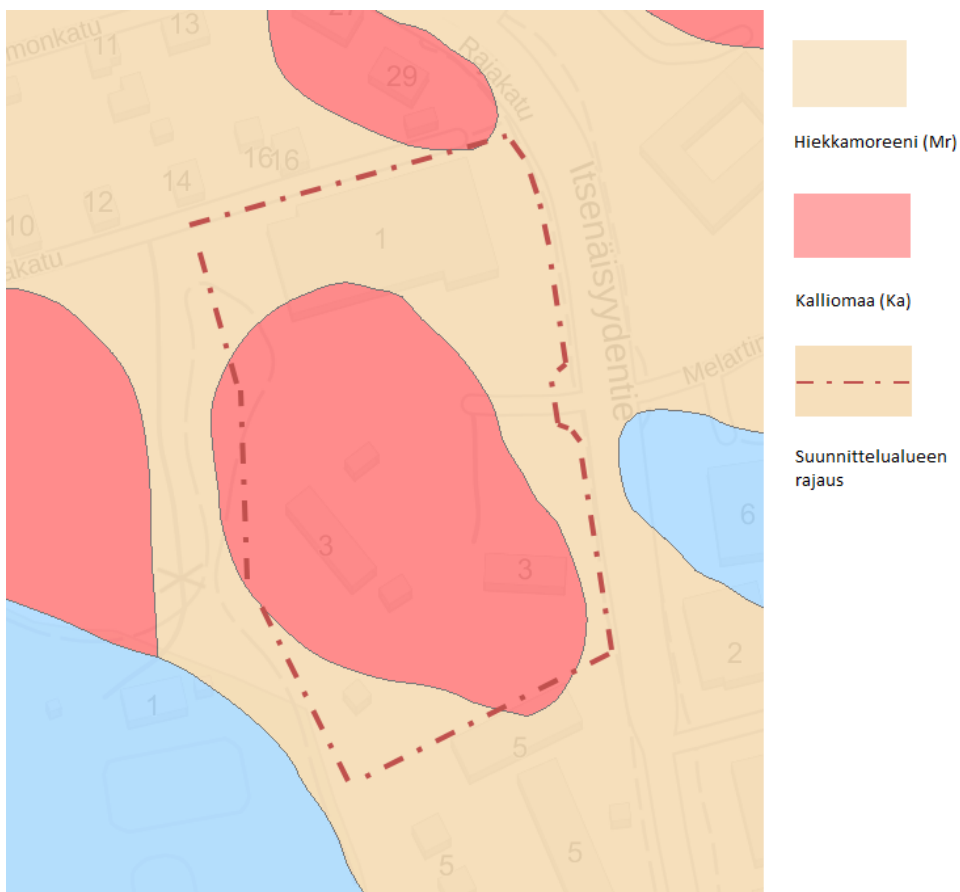 13
11
29
Rajakatu
16
16
14
12
10
akatu
1
Itsenäisyydentie
Melartin
3
3
6
2
1
5
5
5
Hiekkamoreeni (Mr)
Kalliomaa (Ka)
Suunnittelualueen
rajaus